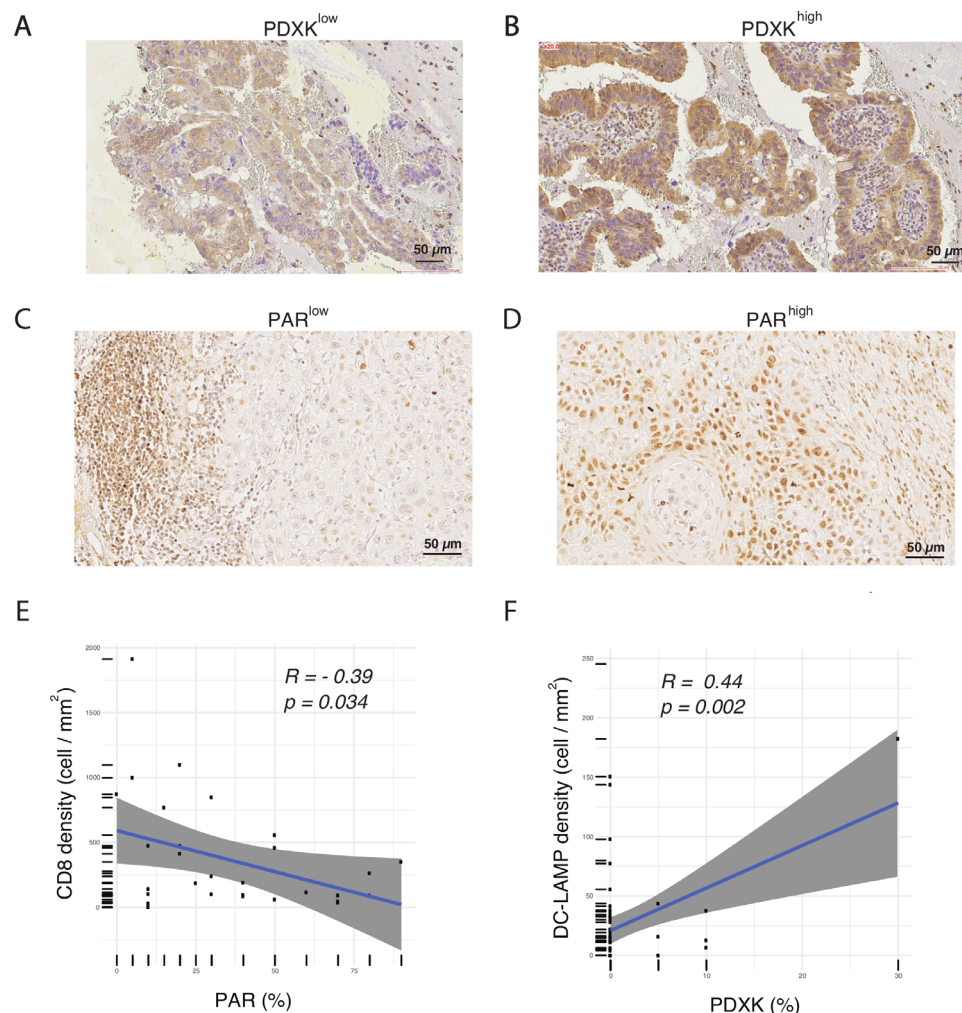 A
PDXK^low
B
PDXK^high
x20.0
50 µm
50 µm
C
PAR^low
D
PAR^high
50 µm
50 µm
E
R = - 0.39
p = 0.034
CD8 density (cell / mm²)
2000
1500
1000
500
0
0
25
50
75
PAR (%)
F
R = 0.44
p = 0.002
DC-LAMP density (cell / mm²)
250
200
150
100
50
0
0
10
20
30
PDXK (%)